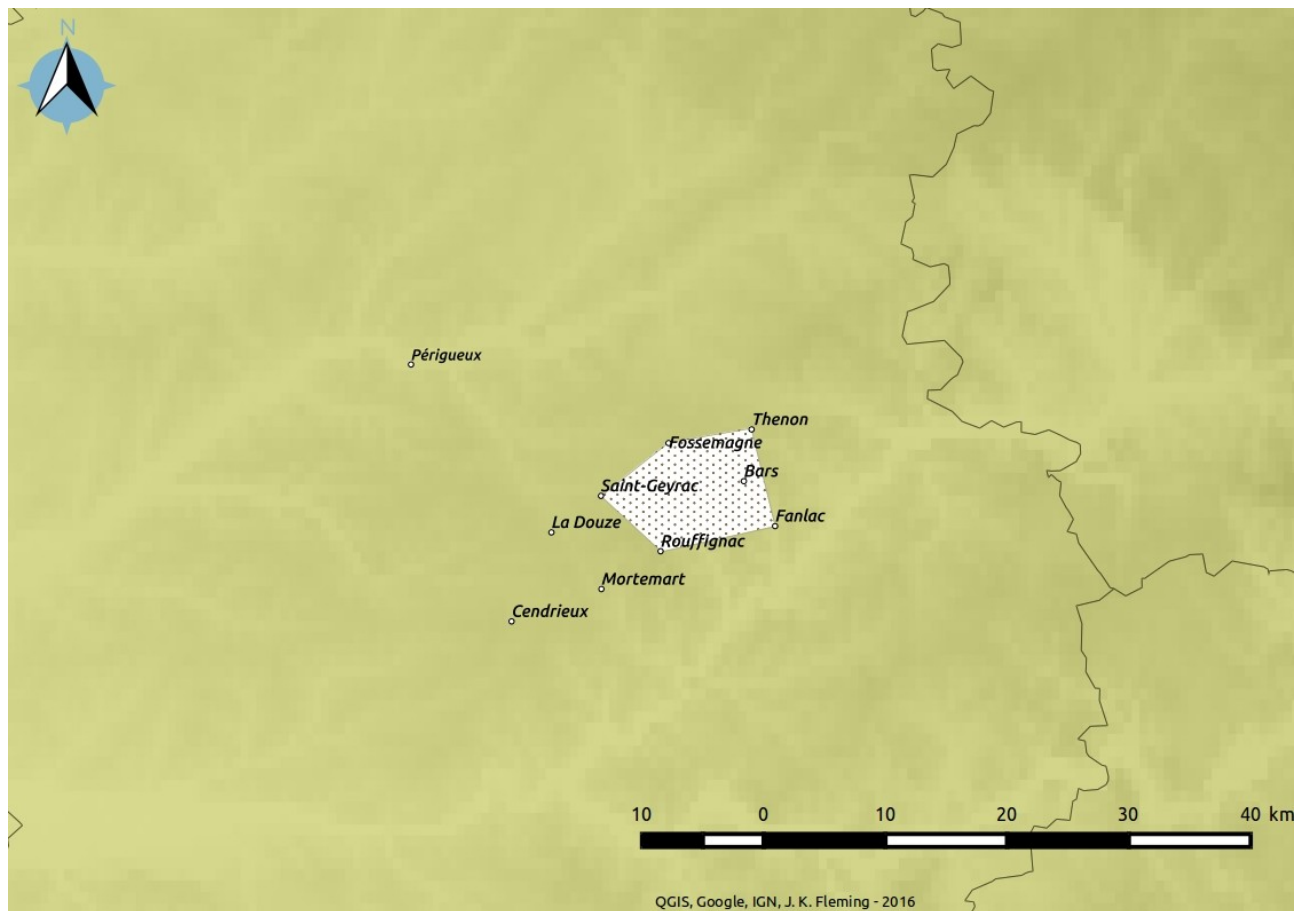 N
Périgueux
Thenon
Fossemagne
Bars
Saint-Geyrac
Fanlac
La Douze
Rouffignac
Mortemart
Cendrieux
10 0 10 20 30 40 km
QGIS, Google, IGN, J. K. Fleming - 2016